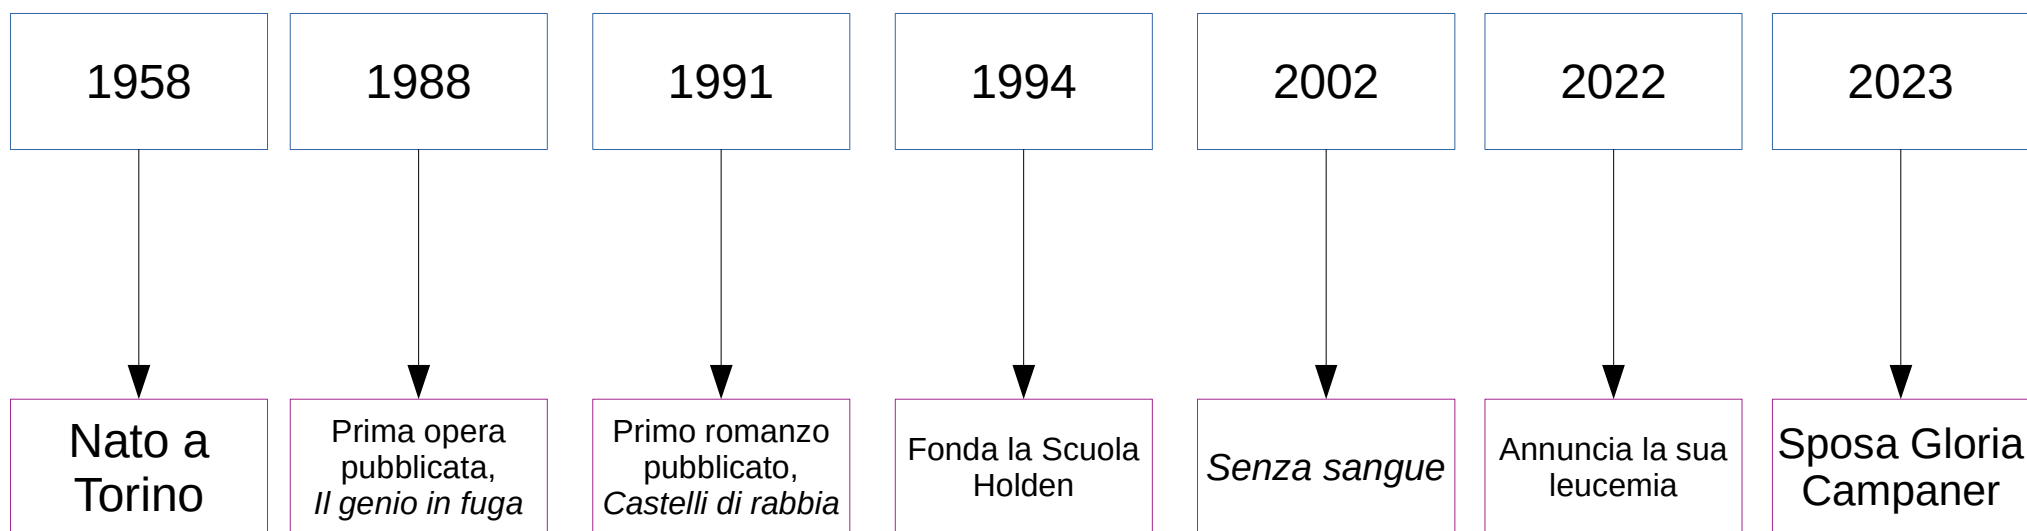 1958
1988
1991
1994
2002
2022
2023
Nato a
Torino
Prima opera
pubblicata,
Il genio in fuga
Primo romanzo
pubblicato,
Castelli di rabbia
Fonda la Scuola
Holden
Senza sangue
Annuncia la sua
leucemia
Sposa Gloria
Campaner